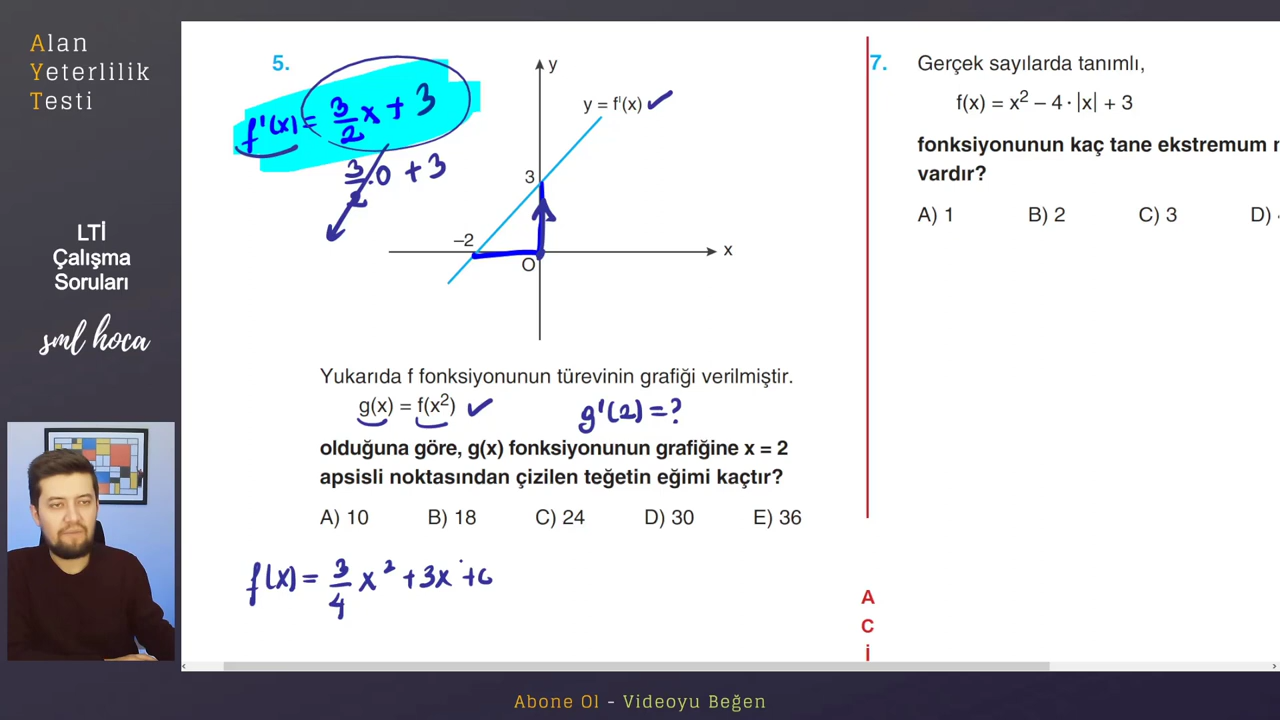 Alan
Yeterlilik
Testi
LTİ
Çalışma
Soruları
sml hoca
5.
f'(x) = 3/2 x + 3
3/2 . 0 + 3
y
y = f'(x) ✓
3
–2
O
x
Yukarıda f fonksiyonunun türevinin grafiği verilmiştir.
g(x) = f(x²) ✓ g'(2) = ?
olduğuna göre, g(x) fonksiyonunun grafiğine x = 2
apsisli noktasından çizilen teğetin eğimi kaçtır?
A) 10 B) 18 C) 24 D) 30 E) 36
f(x) = 3/4 x² + 3x + c
7. Gerçek sayılarda tanımlı,
f(x) = x² – 4 · |x| + 3
fonksiyonunun kaç tane ekstremum
vardır?
A) 1 B) 2 C) 3 D)
A
C
İ
Abone Ol - Videoyu Beğen